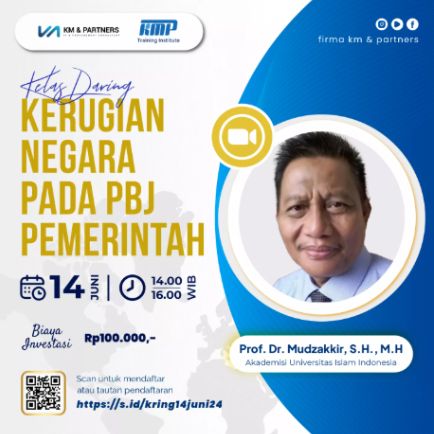 KM & PARTNERS
KMP
Training Institute
firma km & partners
Kelas Daring
KERUGIAN
NEGARA
PADA PBJ
PEMERINTAH
14 JUNI
14.00
16.00 WIB
Biaya
Investasi
Rp100.000,-
Prof. Dr. Mudzakkir, S.H., M.H
Akademisi Universitas Islam Indonesia
Scan untuk mendaftar
atau tautan pendaftaran
https://s.id/kring14juni24